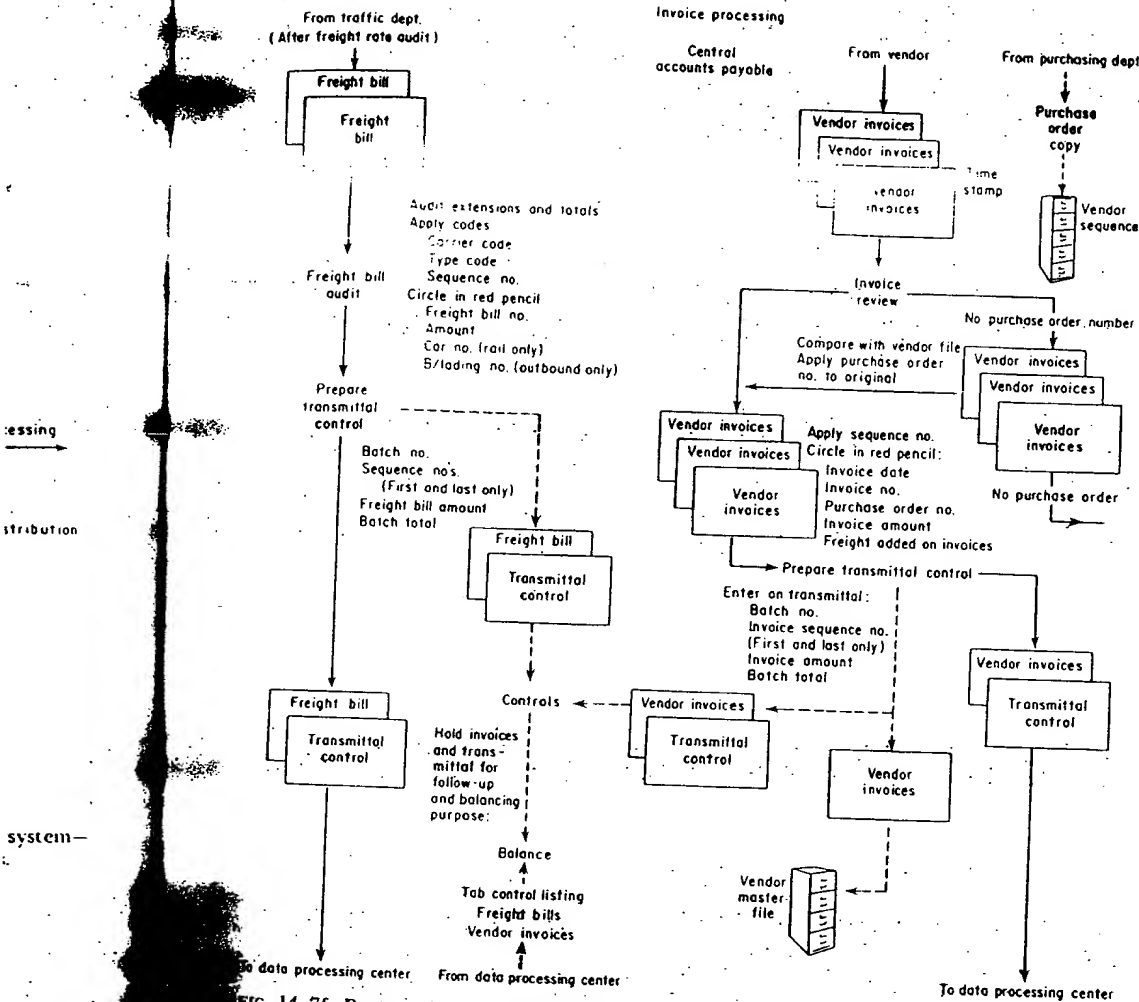 From traffic dept.
(After freight rate audit)
Freight bill
Freight
bill
Audit extensions and totals
Apply codes
Carrier code
Type code
Sequence no.
Circle in red pencil
Freight bill no.
Amount
Car no. (rail only)
B/lading no. (outbound only)
Freight bill
audit
Prepare
transmittal
control
Batch no.
Sequence no's.
(First and last only)
Freight bill amount
Batch total
Freight bill
Transmittal
control
Freight bill
Transmittal
control
Controls
Hold invoices
and trans-
mittal for
follow-up
and balancing
purpose:
Balance
Tab control listing
Freight bills
Vendor invoices
To data processing center
From data processing center
Invoice processing
Central
accounts payable
From vendor
From purchasing dept
Vendor invoices
Vendor invoices
Vendor
invoices
Time
stamp
Purchase
order
copy
Vendor
sequence
Invoice
review
No purchase order number
Compare with vendor file
Apply purchase order
no. to original
Vendor invoices
Vendor invoices
Vendor
invoices
No purchase order
Vendor invoices
Vendor invoices
Vendor
invoices
Apply sequence no.
Circle in red pencil:
Invoice date
Invoice no.
Purchase order no.
Invoice amount
Freight added on invoices
Prepare transmittal control
Enter on transmittal:
Batch no.
Invoice sequence no.
(First and last only)
Invoice amount
Batch total
Vendor invoices
Transmittal
control
Vendor invoices
Transmittal
control
Vendor
invoices
Vendor
master
file
To data processing center
cessing
stribution
system—
FIG. 14-7f